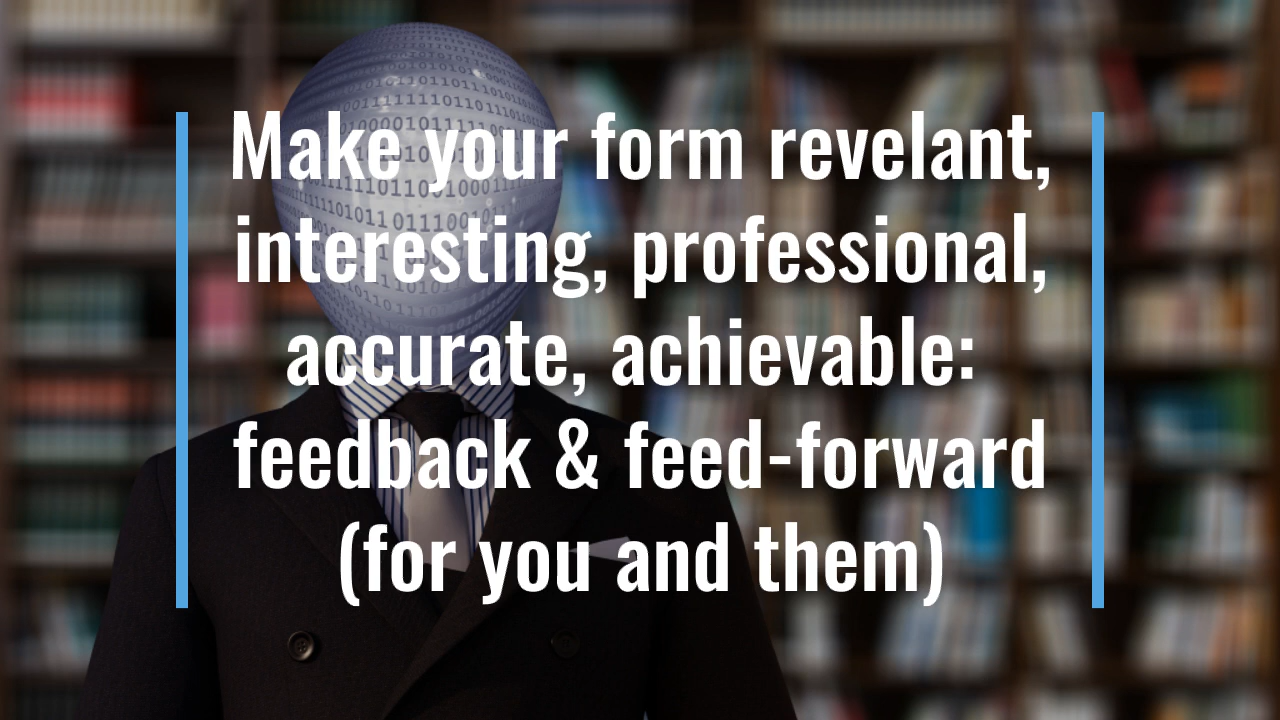 Make your form revelant,
interesting, professional,
accurate, achievable:
feedback & feed-forward
(for you and them)